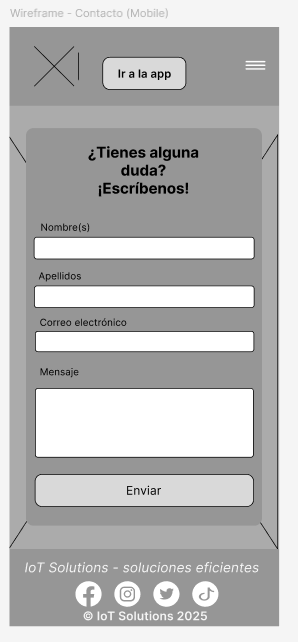 Wireframe - Contacto (Mobile)
Ir a la app
¿Tienes alguna
duda?
¡Escríbenos!
Nombre(s)
Apellidos
Correo electrónico
Mensaje
Enviar
IoT Solutions - soluciones eficientes
© IoT Solutions 2025